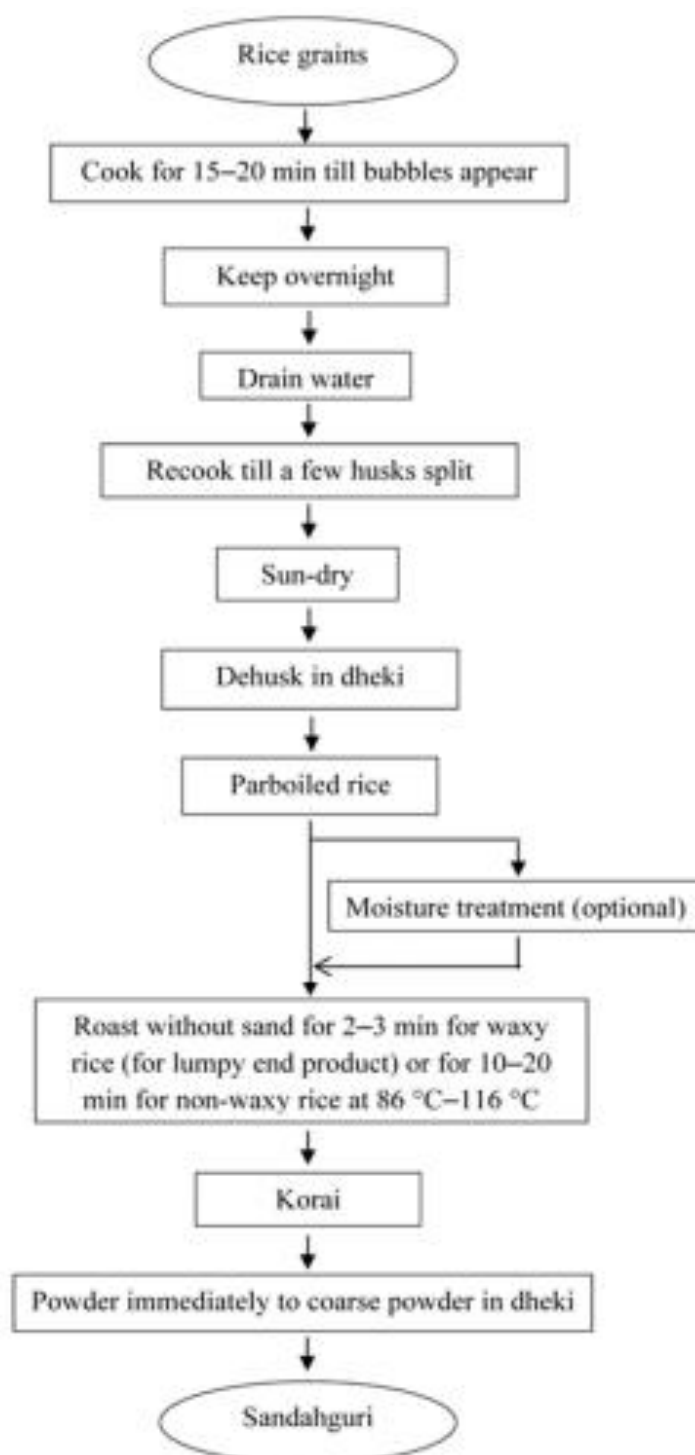 Rice grains
Cook for 15–20 min till bubbles appear
Keep overnight
Drain water
Recook till a few husks split
Sun-dry
Dehusk in dheki
Parboiled rice
Moisture treatment (optional)
Roast without sand for 2–3 min for waxy
rice (for lumpy end product) or for 10–20
min for non-waxy rice at 86 °C–116 °C
Korai
Powder immediately to coarse powder in dheki
Sandahguri